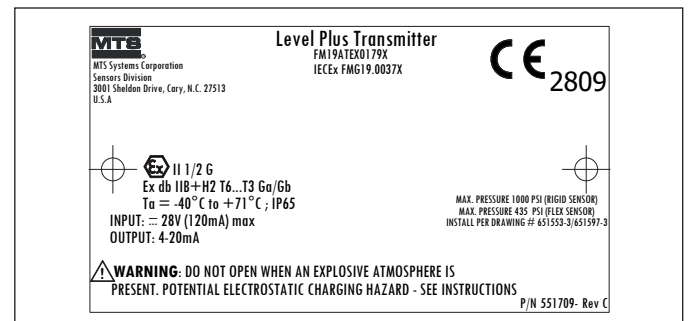 MTS
MTS Systems Corporation
Sensors Division
3001 Sheldon Drive, Cary, N.C. 27513
U.S.A
Level Plus Transmitter
FM19ATEX0179X
IECEx FMG19.0037X
CE 2809
Ex II 1/2 G
Ex db IIB+H2 T6...T3 Ga/Gb
Ta = -40°C to +71°C ; IP65
INPUT: ⎓ 28V (120mA) max
OUTPUT: 4-20mA
MAX. PRESSURE 1000 PSI (RIGID SENSOR)
MAX. PRESSURE 435 PSI (FLEX SENSOR)
INSTALL PER DRAWING # 651553-3/651597-3
WARNING: DO NOT OPEN WHEN AN EXPLOSIVE ATMOSPHERE IS
PRESENT. POTENTIAL ELECTROSTATIC CHARGING HAZARD - SEE INSTRUCTIONS
P/N 551709- Rev C